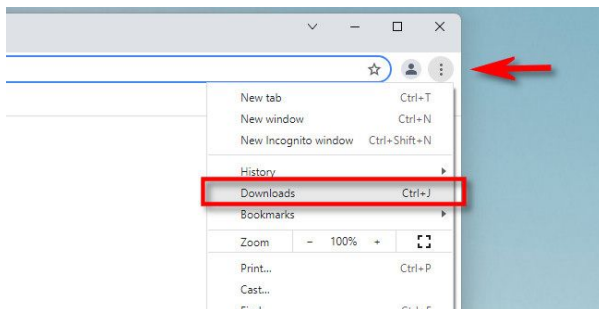 New tab Ctrl+T
New window Ctrl+N
New Incognito window Ctrl+Shift+N
History
Downloads Ctrl+J
Bookmarks
Zoom - 100% +
Print... Ctrl+P
Cast...